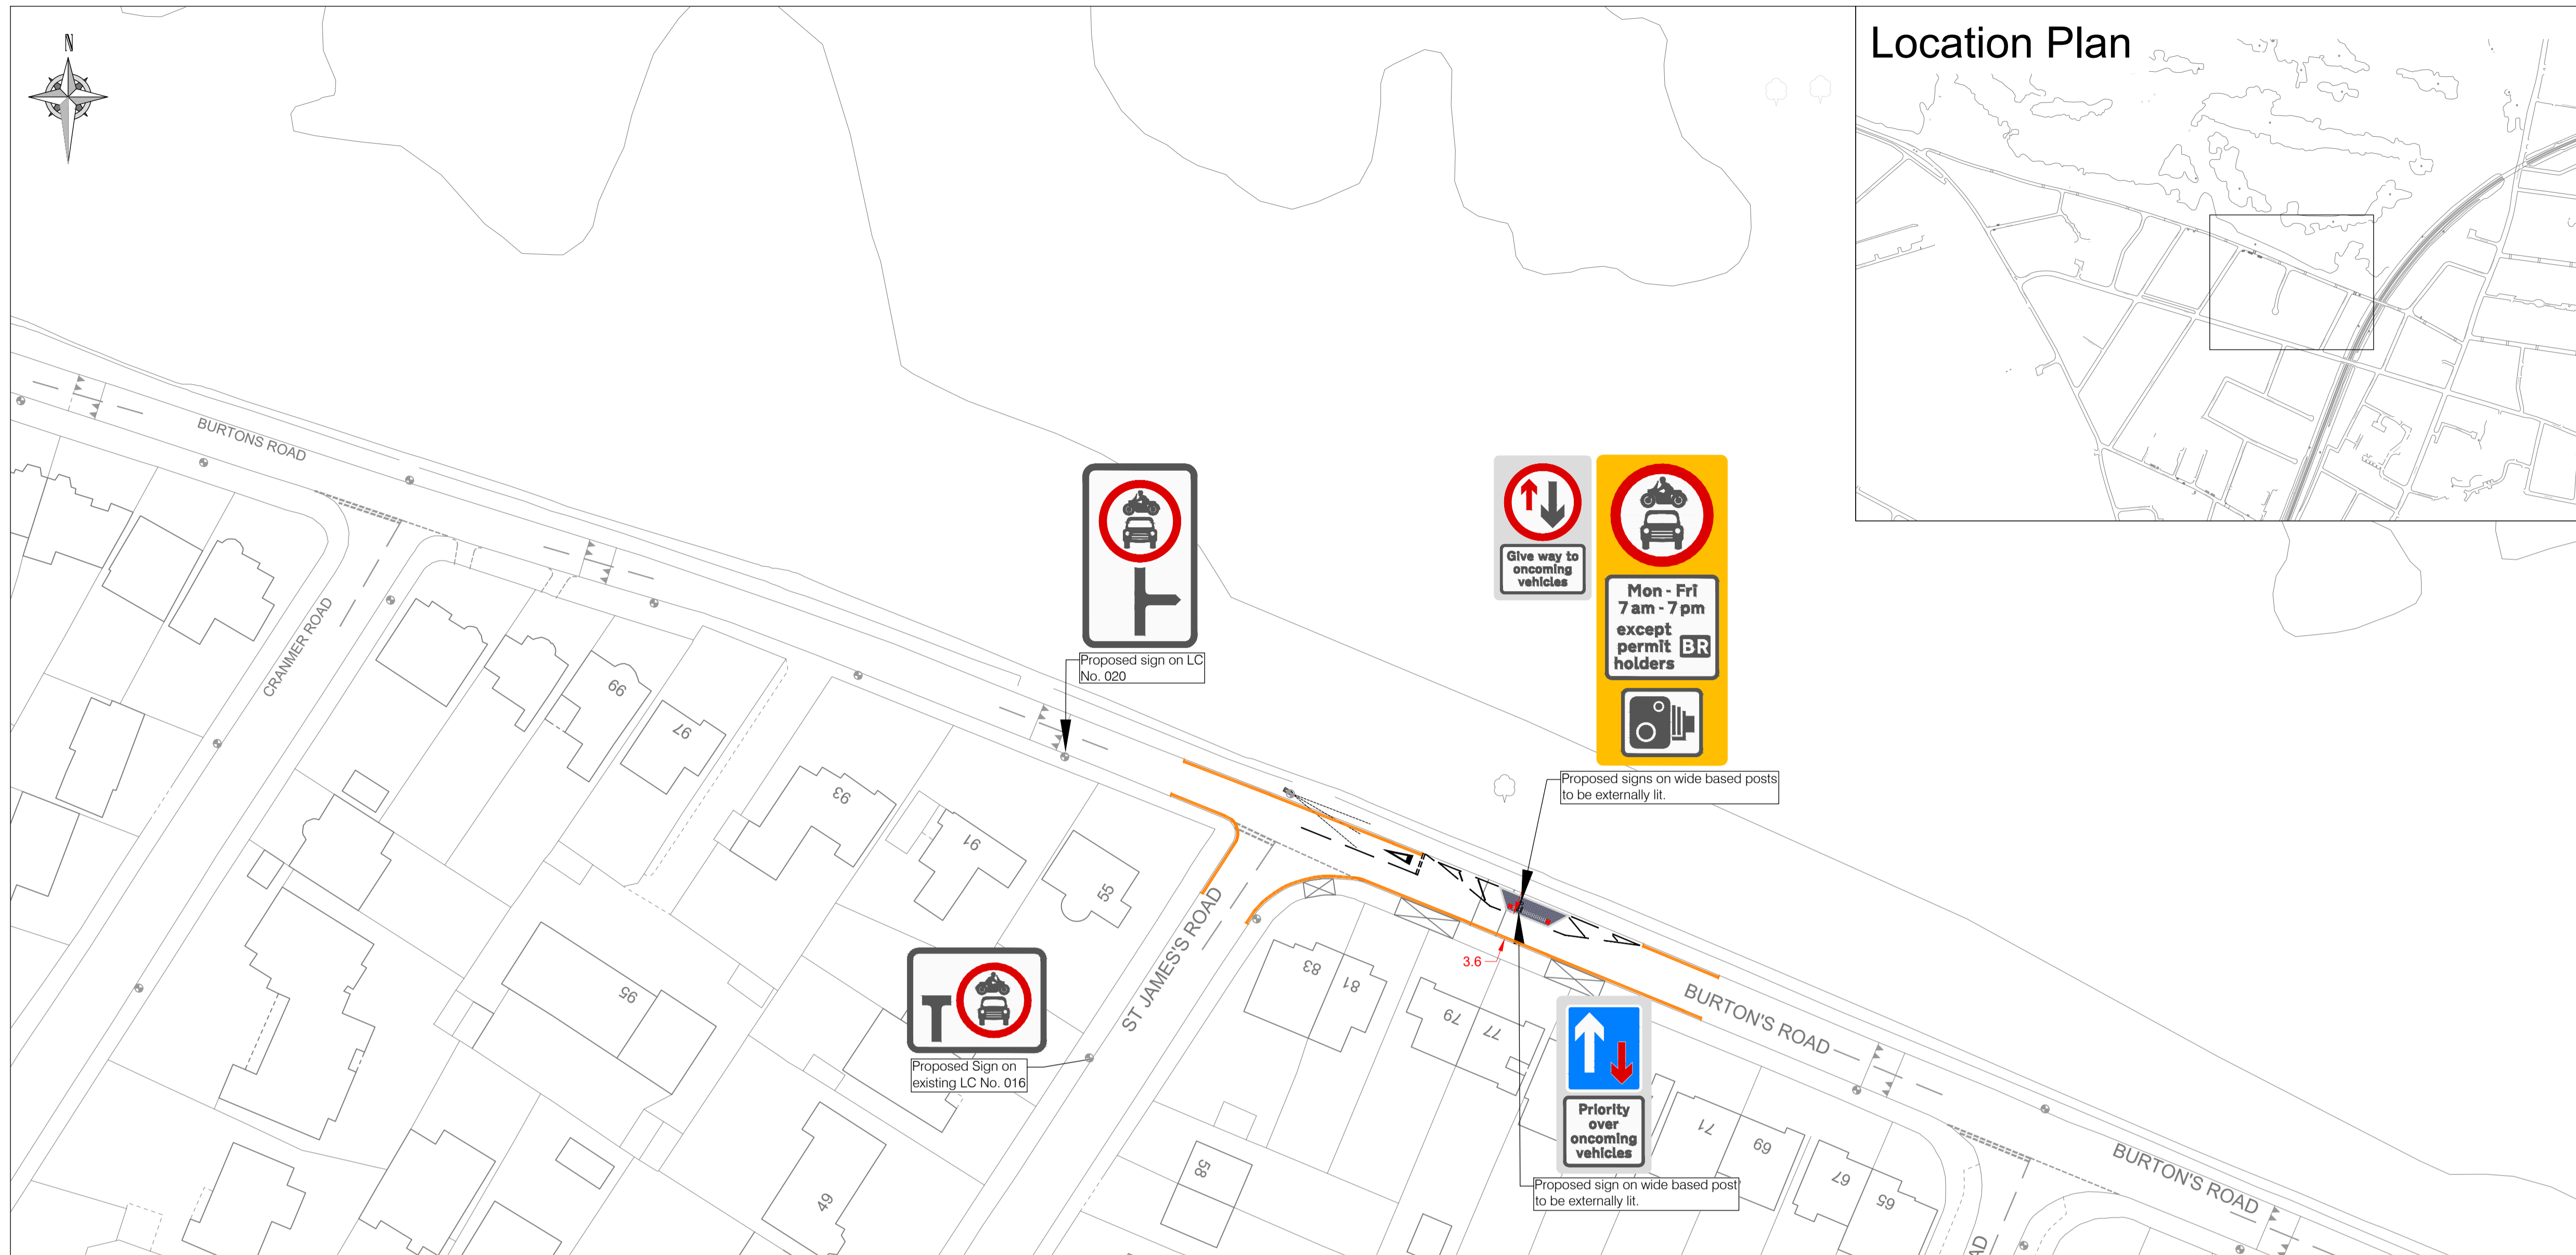 N
Location Plan
BURTONS ROAD
CRANMER ROAD
99
97
93
91
55
95
49
58
83
81
79
77
71
69
67
65
ST JAMES'S ROAD
BURTON'S ROAD
BURTON'S ROAD
3.6
Proposed sign on LC
No. 020
Give way to
oncoming
vehicles
Mon - Fri
7 am - 7 pm
except
permit
holders
BR
Proposed signs on wide based posts
to be externally lit.
Proposed Sign on
existing LC No. 016
Priority
over
oncoming
vehicles
Proposed sign on wide based post
to be externally lit.